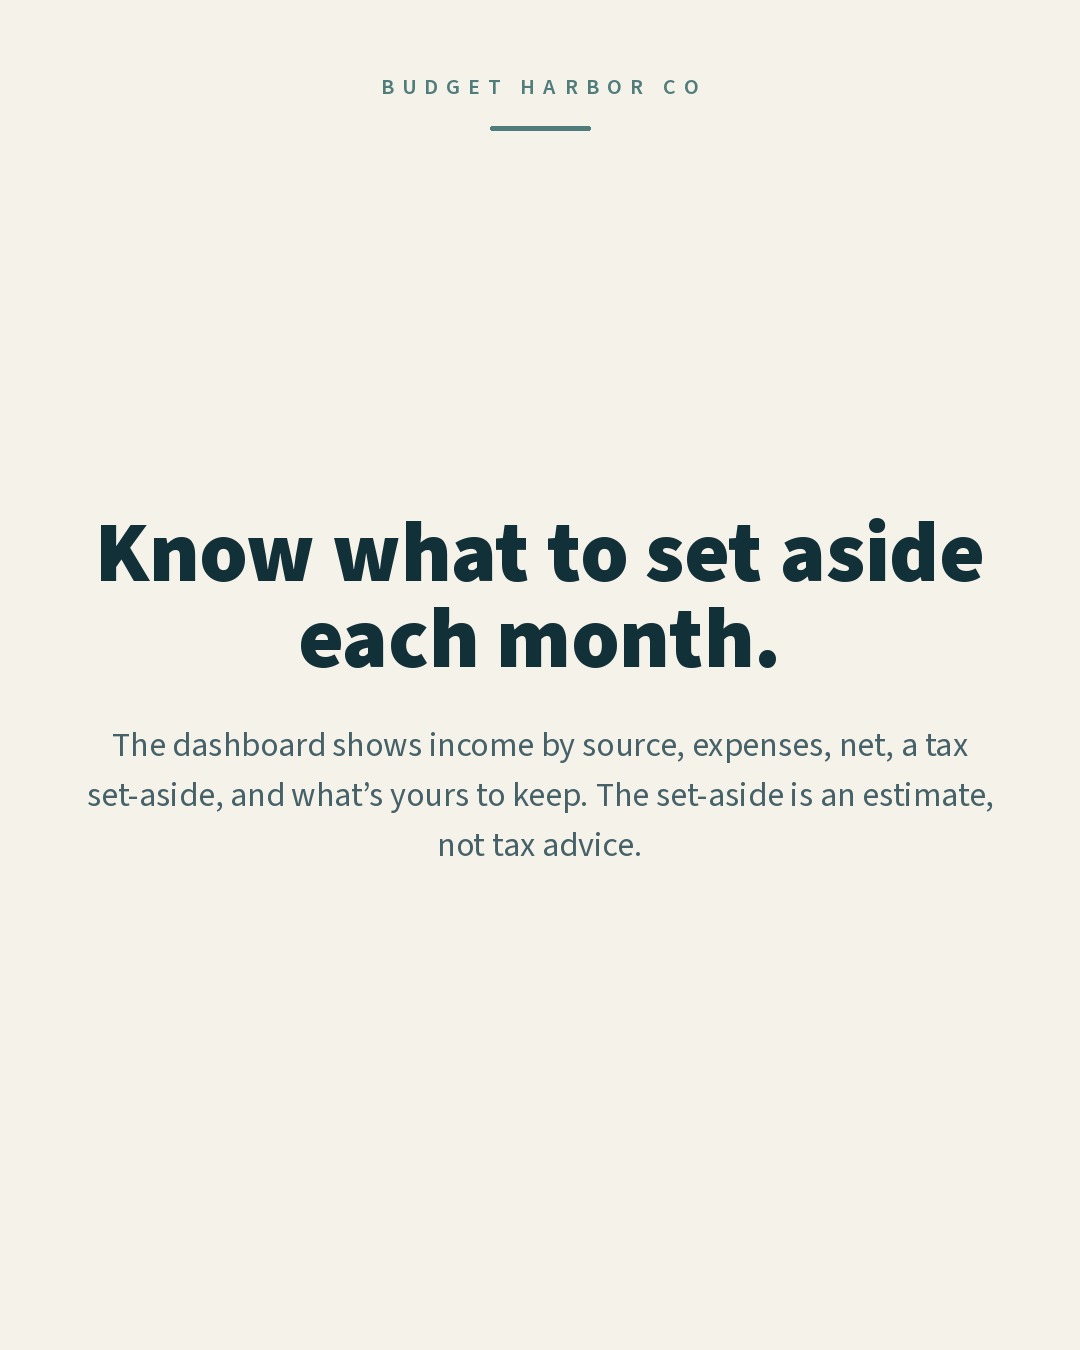 BUDGET HARBOR CO
Know what to set aside
each month.
The dashboard shows income by source, expenses, net, a tax
set-aside, and what’s yours to keep. The set-aside is an estimate,
not tax advice.